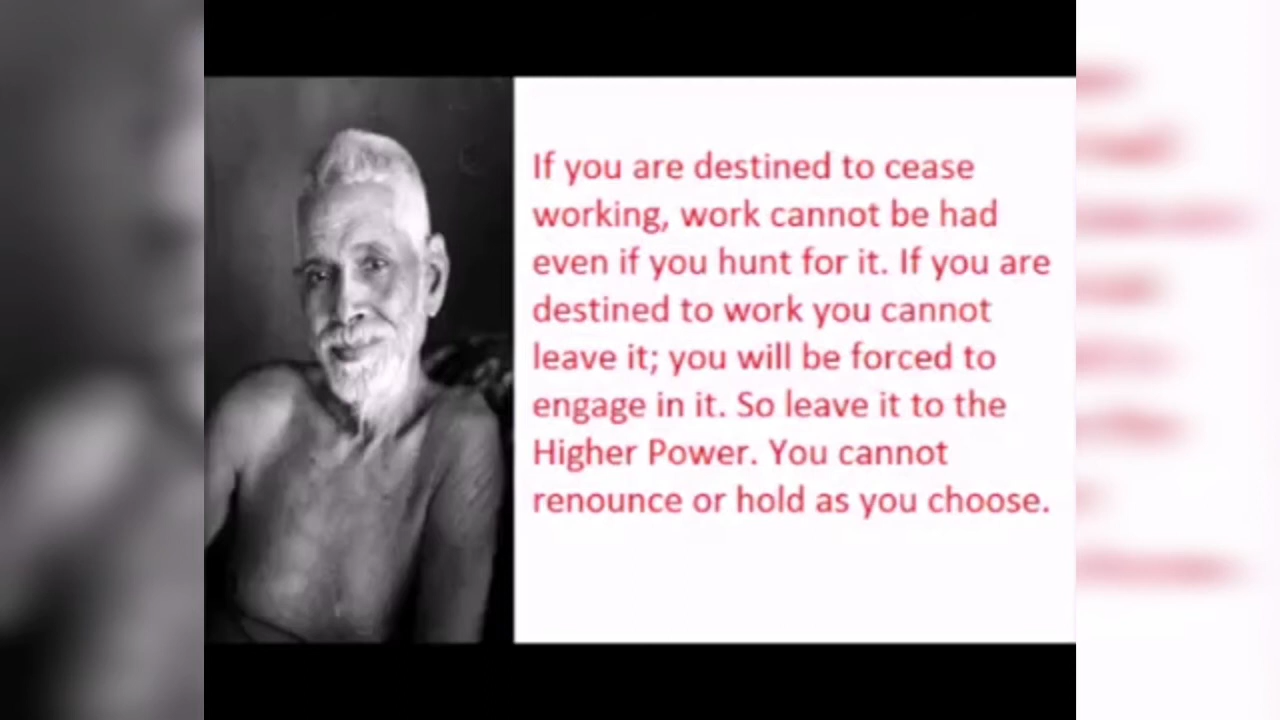 If you are destined to cease
working, work cannot be had
even if you hunt for it. If you are
destined to work you cannot
leave it; you will be forced to
engage in it. So leave it to the
Higher Power. You cannot
renounce or hold as you choose.